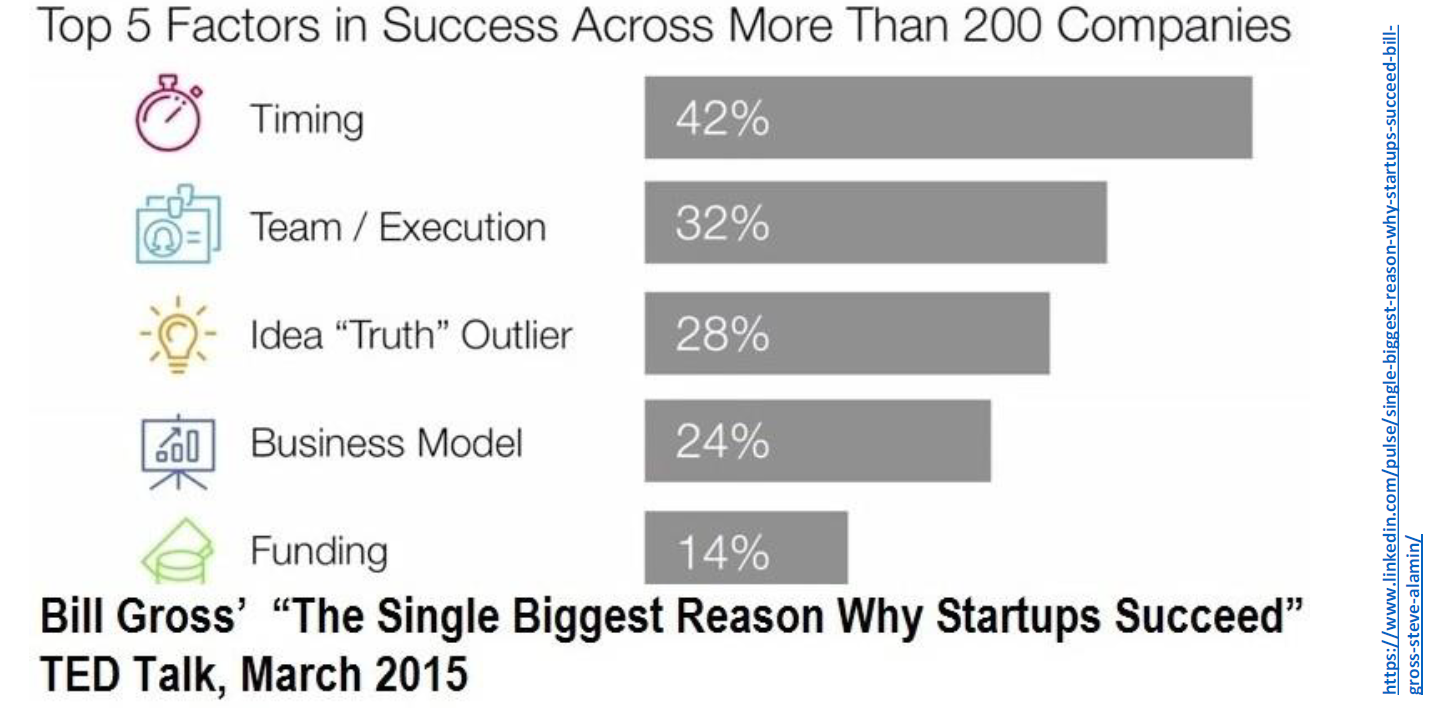 Top 5 Factors in Success Across More Than 200 Companies
Timing
42%
Team / Execution
32%
Idea “Truth” Outlier
28%
Business Model
24%
Funding
14%
Bill Gross’ “The Single Biggest Reason Why Startups Succeed”
TED Talk, March 2015
https://www.linkedin.com/pulse/single-biggest-reason-why-startups-succeed-bill-
gross-steve-alamin/